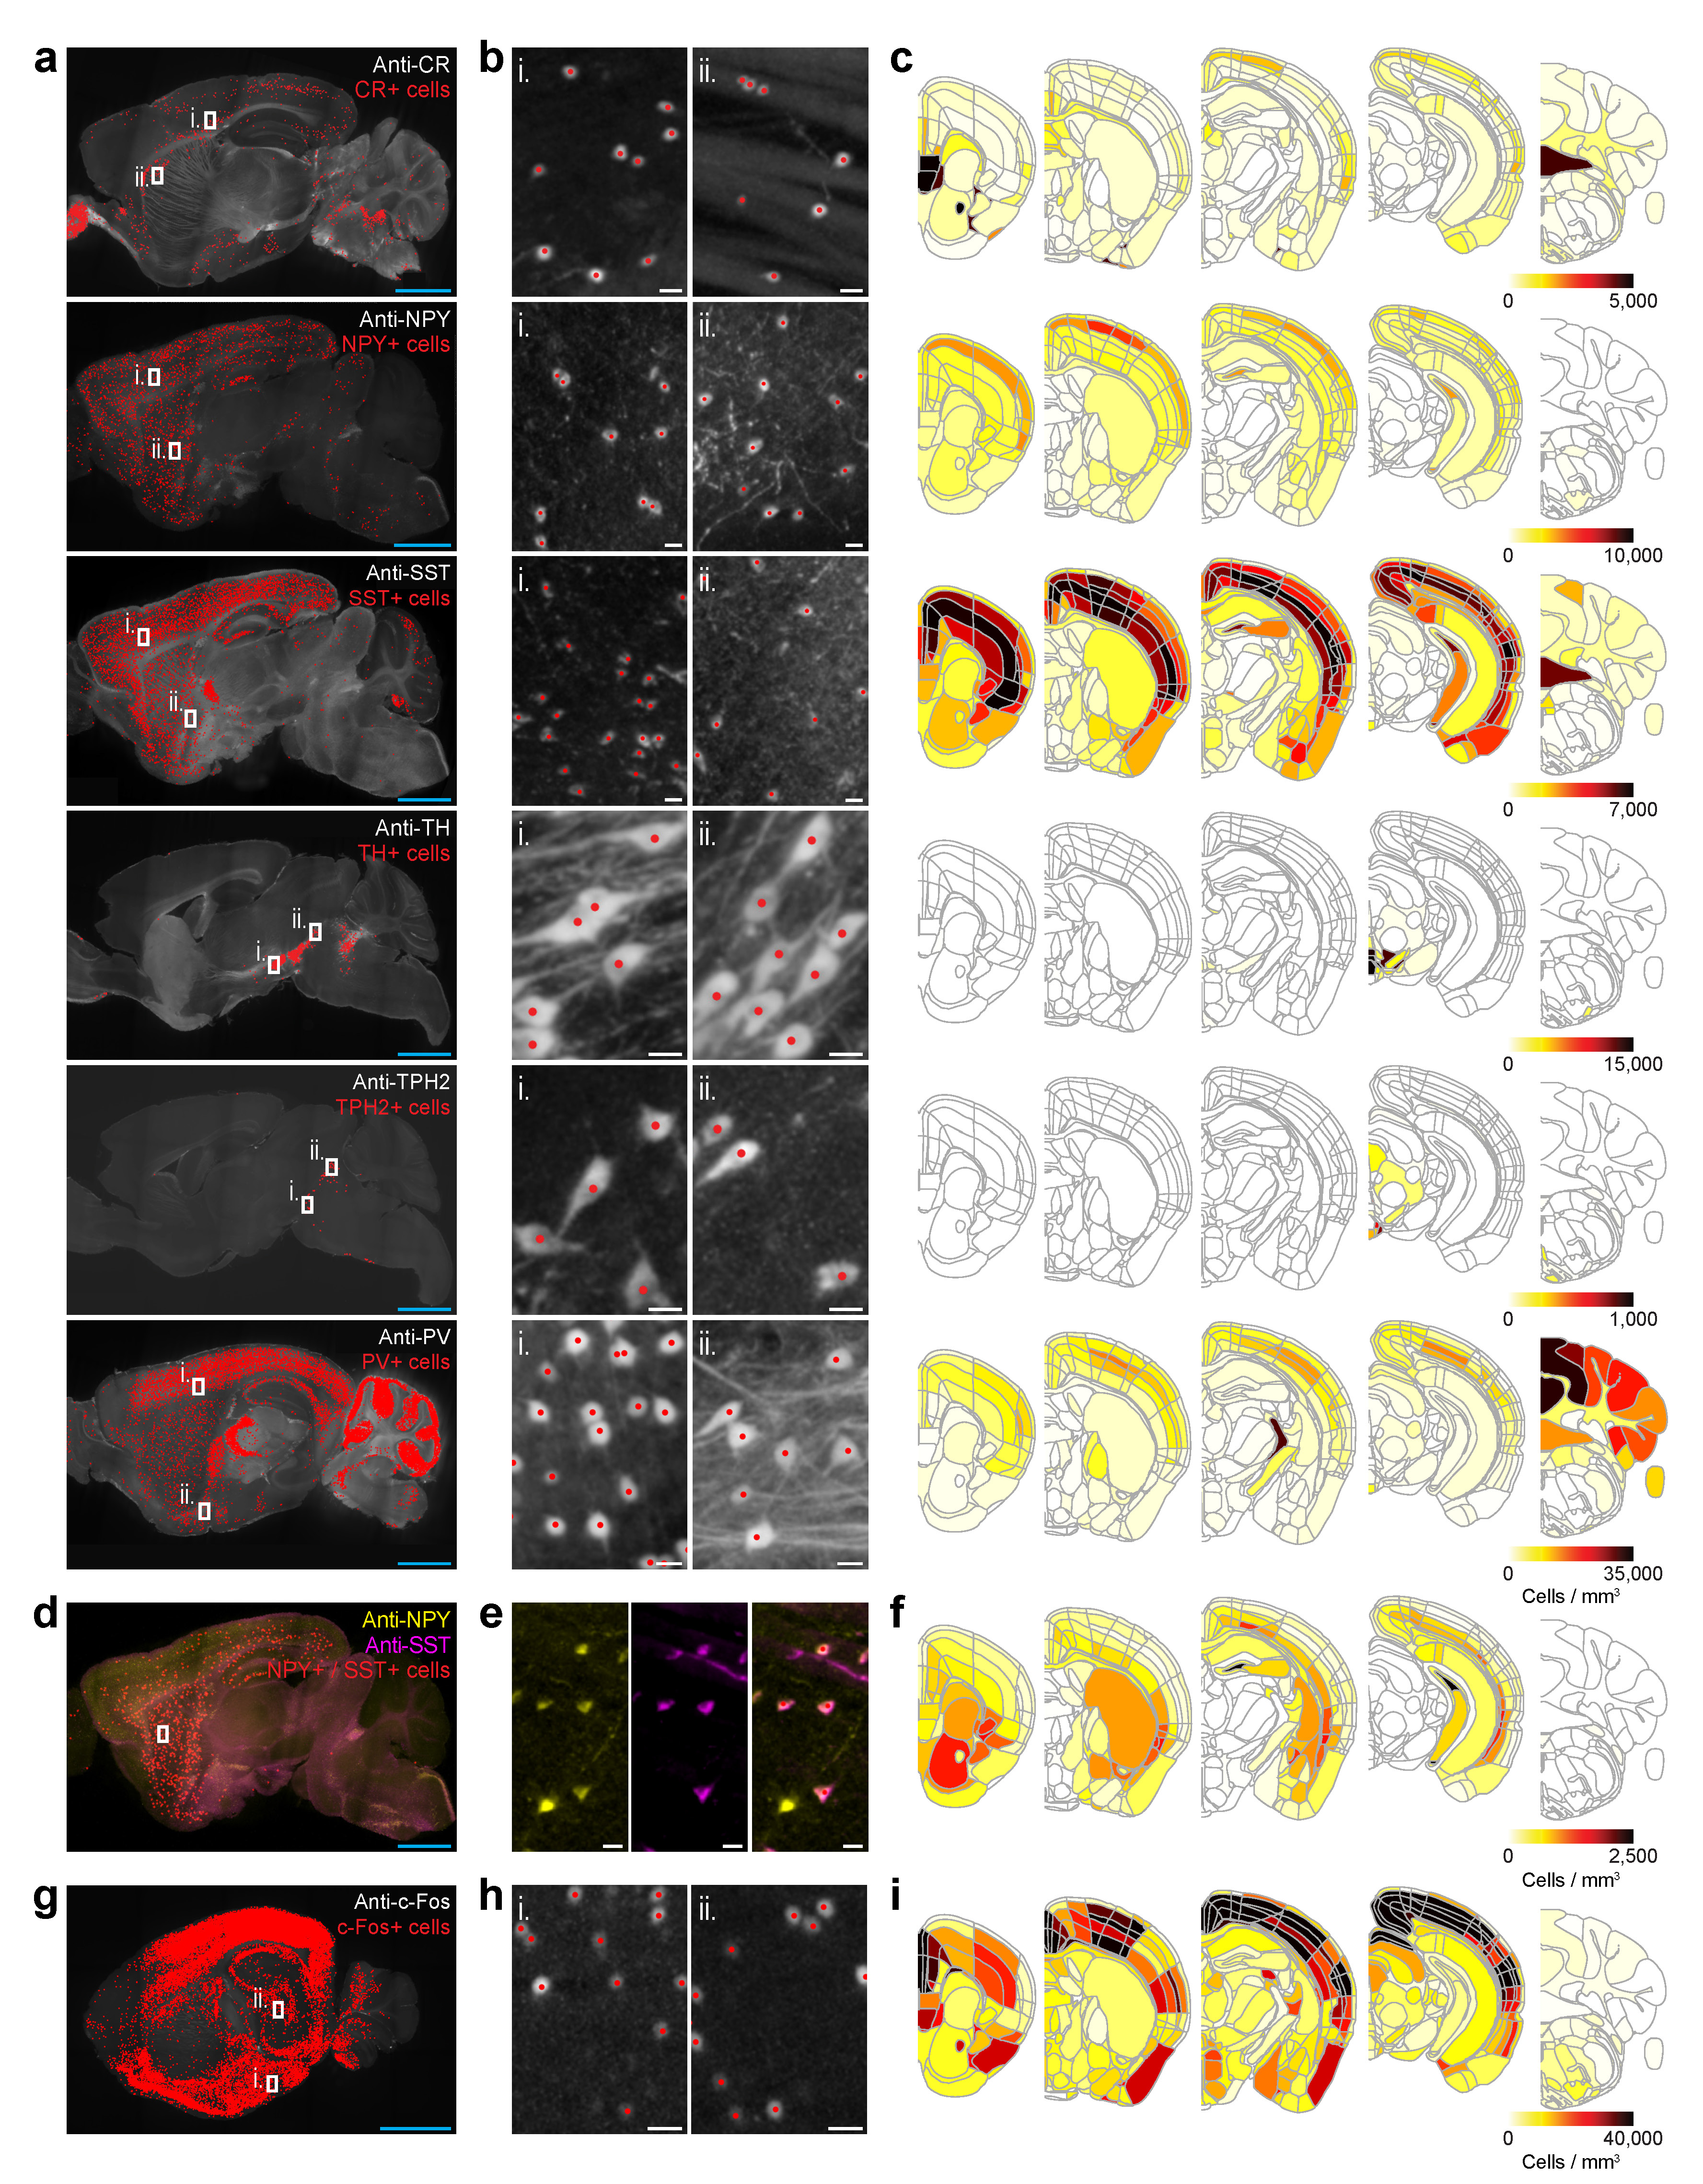 a
Anti-CR
CR+ cells
i.
ii.
b
i.
ii.
c
0
5,000
Anti-NPY
NPY+ cells
i.
ii.
i.
ii.
0
10,000
Anti-SST
SST+ cells
i.
ii.
i.
ii.
0
7,000
Anti-TH
TH+ cells
ii.
i.
i.
ii.
0
15,000
Anti-TPH2
TPH2+ cells
ii.
i.
i.
ii.
0
1,000
Anti-PV
PV+ cells
i.
ii.
i.
ii.
0
35,000
Cells / mm³
d
Anti-NPY
Anti-SST
NPY+ / SST+ cells
e
f
0
2,500
Cells / mm³
g
Anti-c-Fos
c-Fos+ cells
ii.
i.
h
i.
ii.
i
0
40,000
Cells / mm³